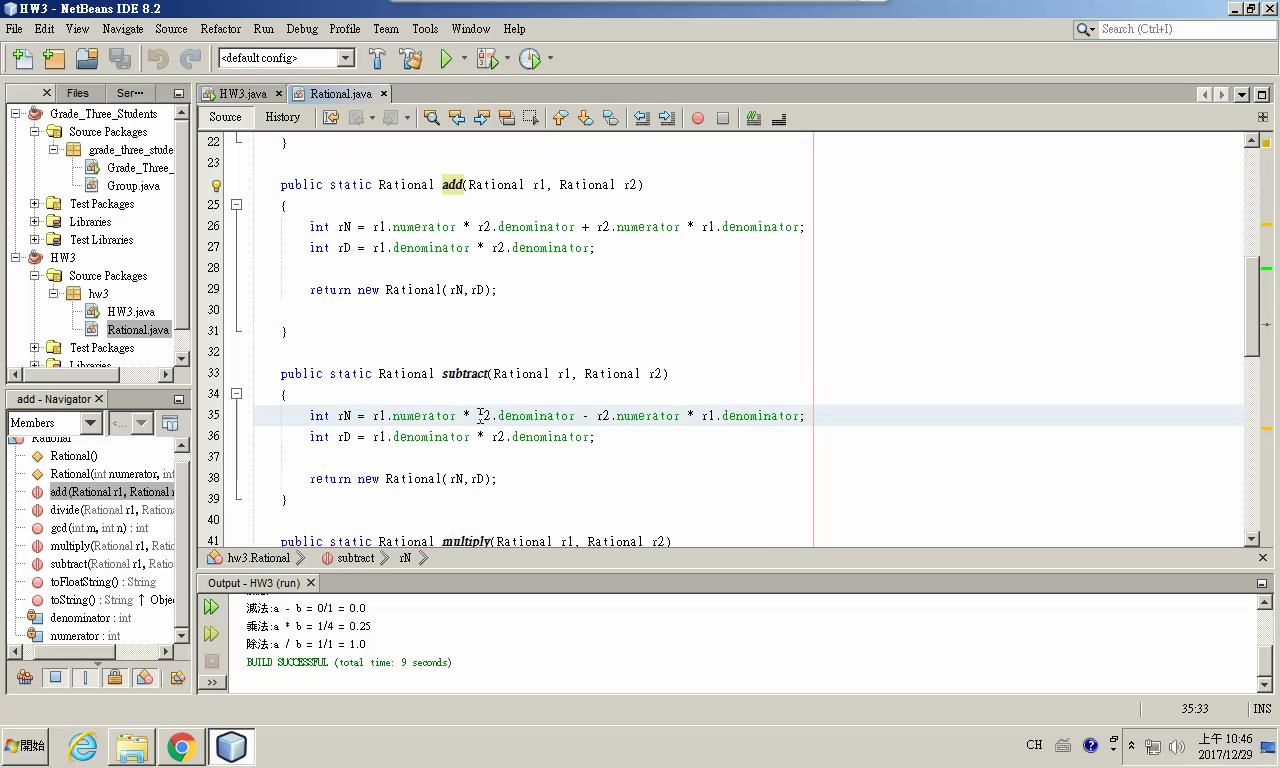 HW3 - NetBeans IDE 8.2
File Edit View Navigate Source Refactor Run Debug Profile Team Tools Window Help
Search (Ctrl+I)
<default config>
Files Ser···
HW3.java
Rational.java
Source History
Grade_Three_Students
Source Packages
grade_three_stude
Grade_Three_
Group.java
Test Packages
Libraries
Test Libraries
HW3
Source Packages
hw3
HW3.java
Rational.java
Test Packages
Libraries
add - Navigator
Members
<...
Rational
Rational()
Rational(int numerator, int
add(Rational r1, Rational r
divide(Rational r1, Ratio
gcd(int m, int n) : int
multiply(Rational r1, Rati
subtract(Rational r1, Rati
toFloatString() : String
toString() : String ↑ Obje
denominator : int
numerator : int
22 }
23
public static Rational add(Rational r1, Rational r2)
25 {
26 int rN = r1.numerator * r2.denominator + r2.numerator * r1.denominator;
27 int rD = r1.denominator * r2.denominator;
28
29 return new Rational(rN,rD);
30
31 }
32
33 public static Rational subtract(Rational r1, Rational r2)
34 {
35 int rN = r1.numerator * r2.denominator - r2.numerator * r1.denominator;
36 int rD = r1.denominator * r2.denominator;
37
38 return new Rational(rN,rD);
39 }
40
41 public static Rational multiply(Rational r1, Rational r2)
hw3.Rational subtract rN
Output - HW3 (run)
減法:a - b = 0/1 = 0.0
乘法:a * b = 1/4 = 0.25
除法:a / b = 1/1 = 1.0
BUILD SUCCESSFUL (total time: 9 seconds)
>>
35:33 INS
開始
CH
上午 10:46
2017/12/29